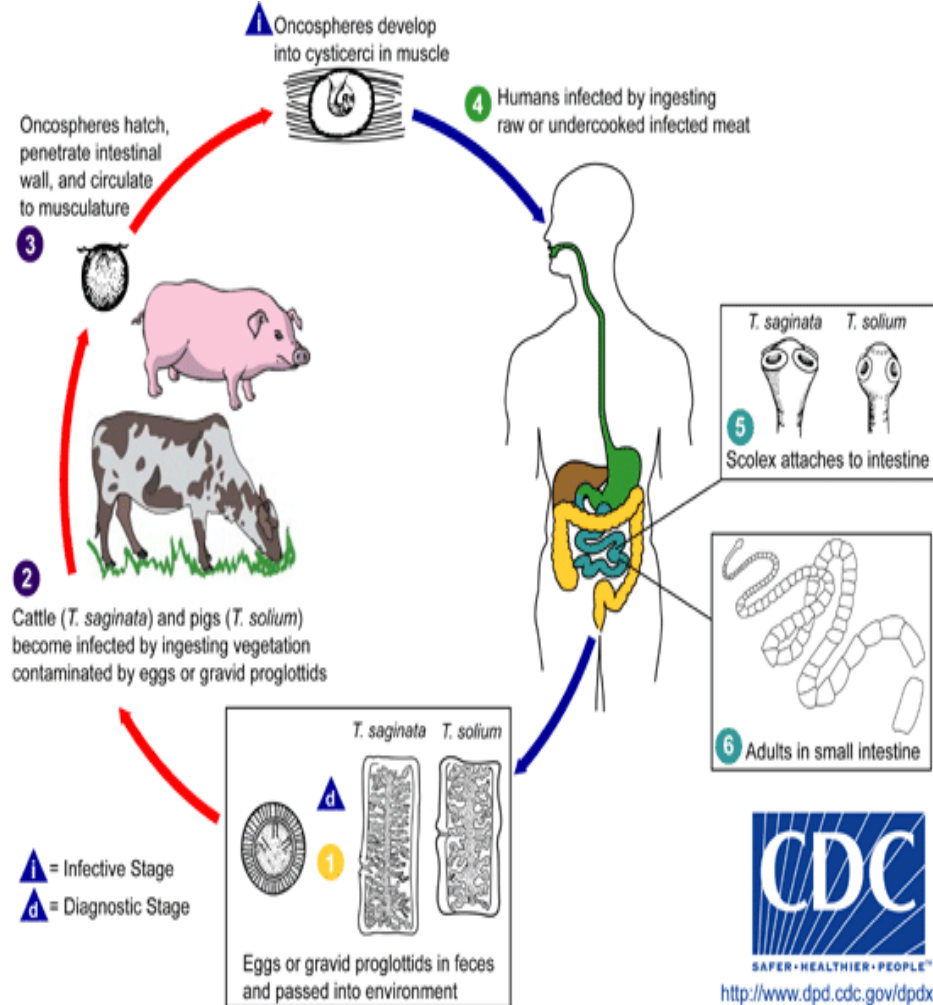 i
Oncospheres develop
into cysticerci in muscle
4
Humans infected by ingesting
raw or undercooked infected meat
Oncospheres hatch,
penetrate intestinal
wall, and circulate
to musculature
3
T. saginata T. solium
5
Scolex attaches to intestine
2
Cattle (T. saginata) and pigs (T. solium)
become infected by ingesting vegetation
contaminated by eggs or gravid proglottids
6 Adults in small intestine
T. saginata T. solium
d
1
Eggs or gravid proglottids in feces
and passed into environment
i = Infective Stage
d = Diagnostic Stage
CDC
SAFER•HEALTHIER•PEOPLE™
http://www.dpd.cdc.gov/dpdx